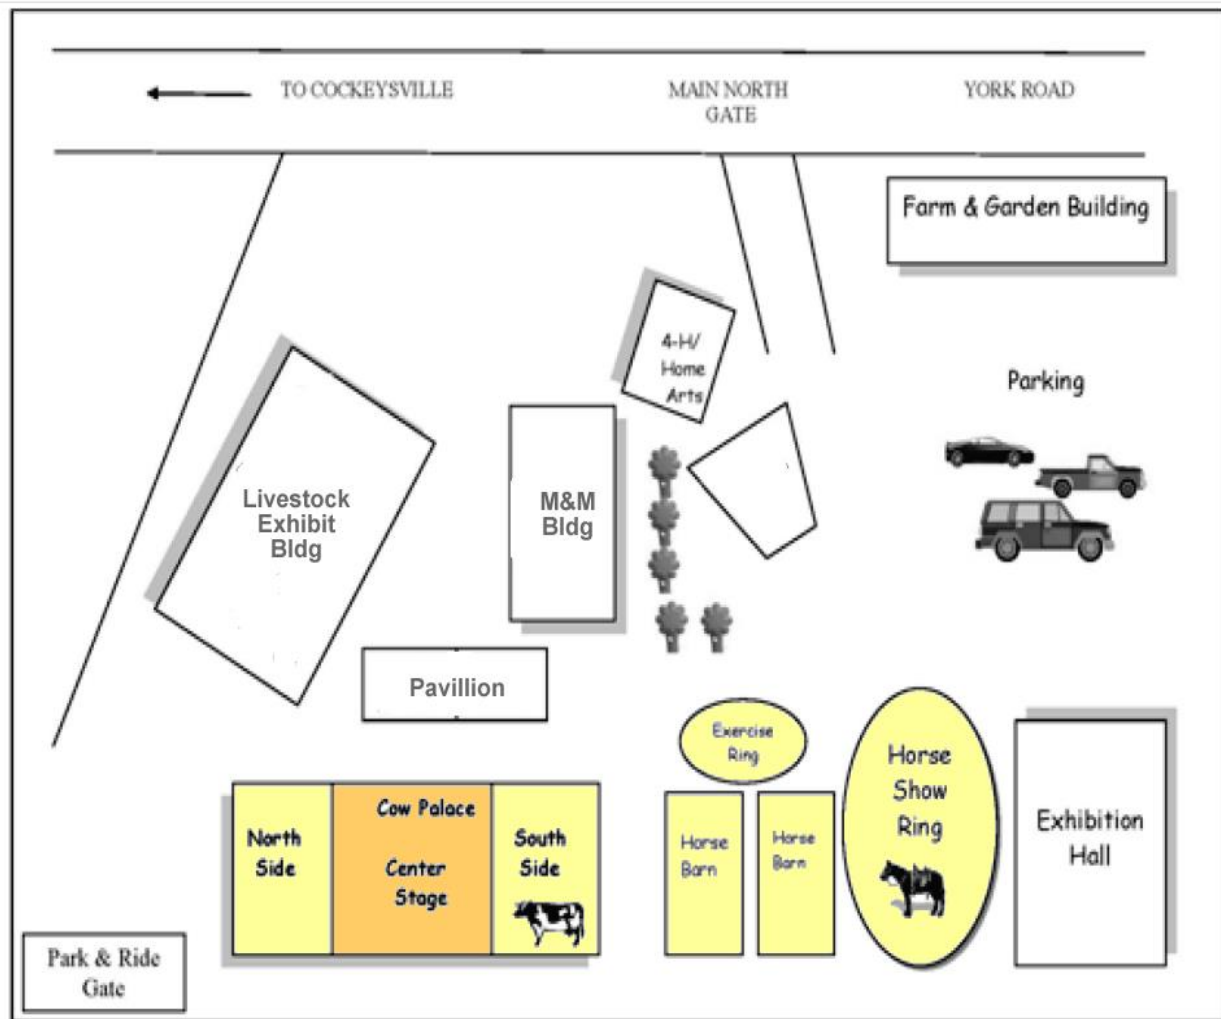 TO COCKEYSVILLE
MAIN NORTH
GATE
YORK ROAD
Farm & Garden Building
4-H/
Home
Arts
Parking
Livestock
Exhibit
Bldg
M&M
Bldg
Pavillion
Exercise
Ring
Horse
Show
Ring
Cow Palace
North
Side
Center
Stage
South
Side
Horse
Barn
Horse
Barn
Exhibition
Hall
Park & Ride
Gate